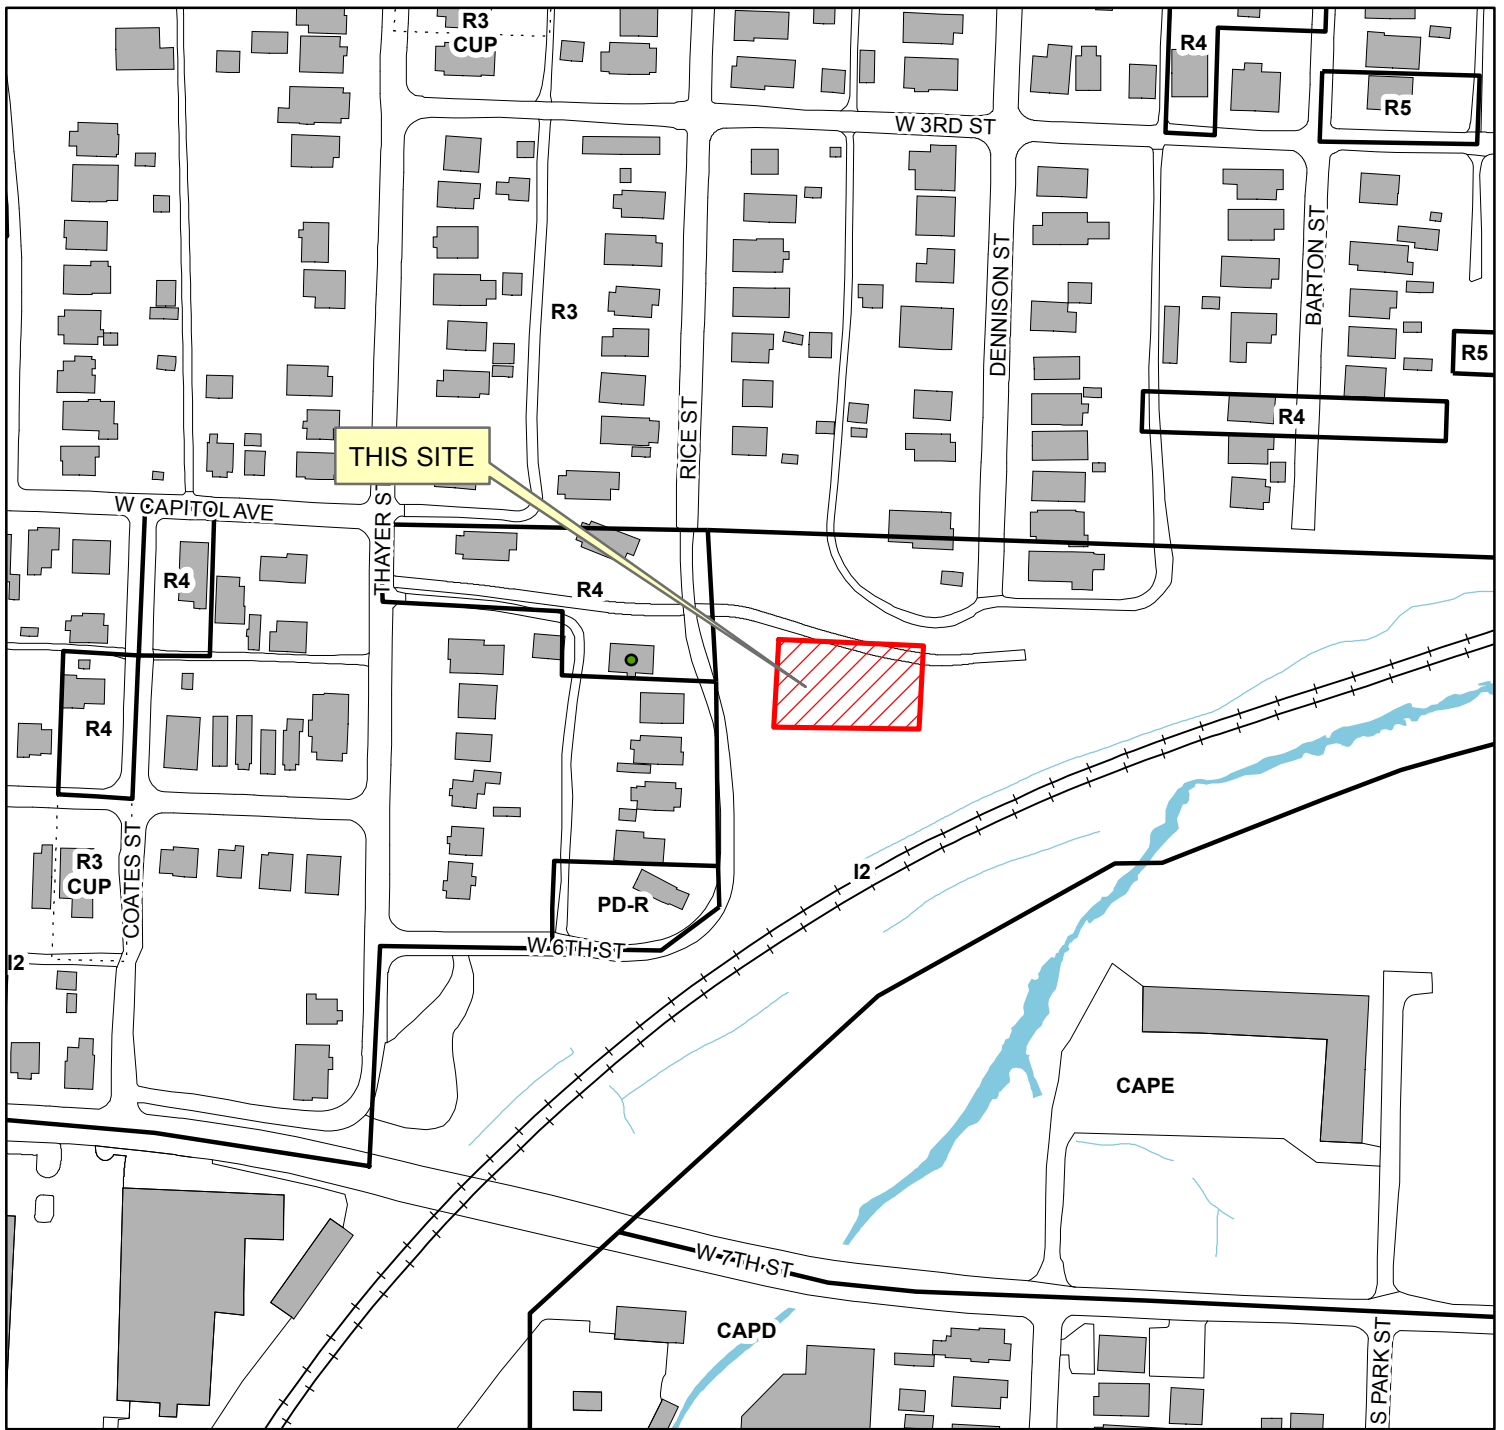 R3
CUP
R4
R5
W 3RD ST
DENNISON ST
BARTON ST
R3
R5
RICE ST
R4
THIS SITE
W CAPITOL AVE
THAYER ST
R4
R4
R4
R3
CUP
COATES ST
I2
PD-R
W 6TH ST
I2
CAPE
W 7TH ST
CAPD
S PARK ST